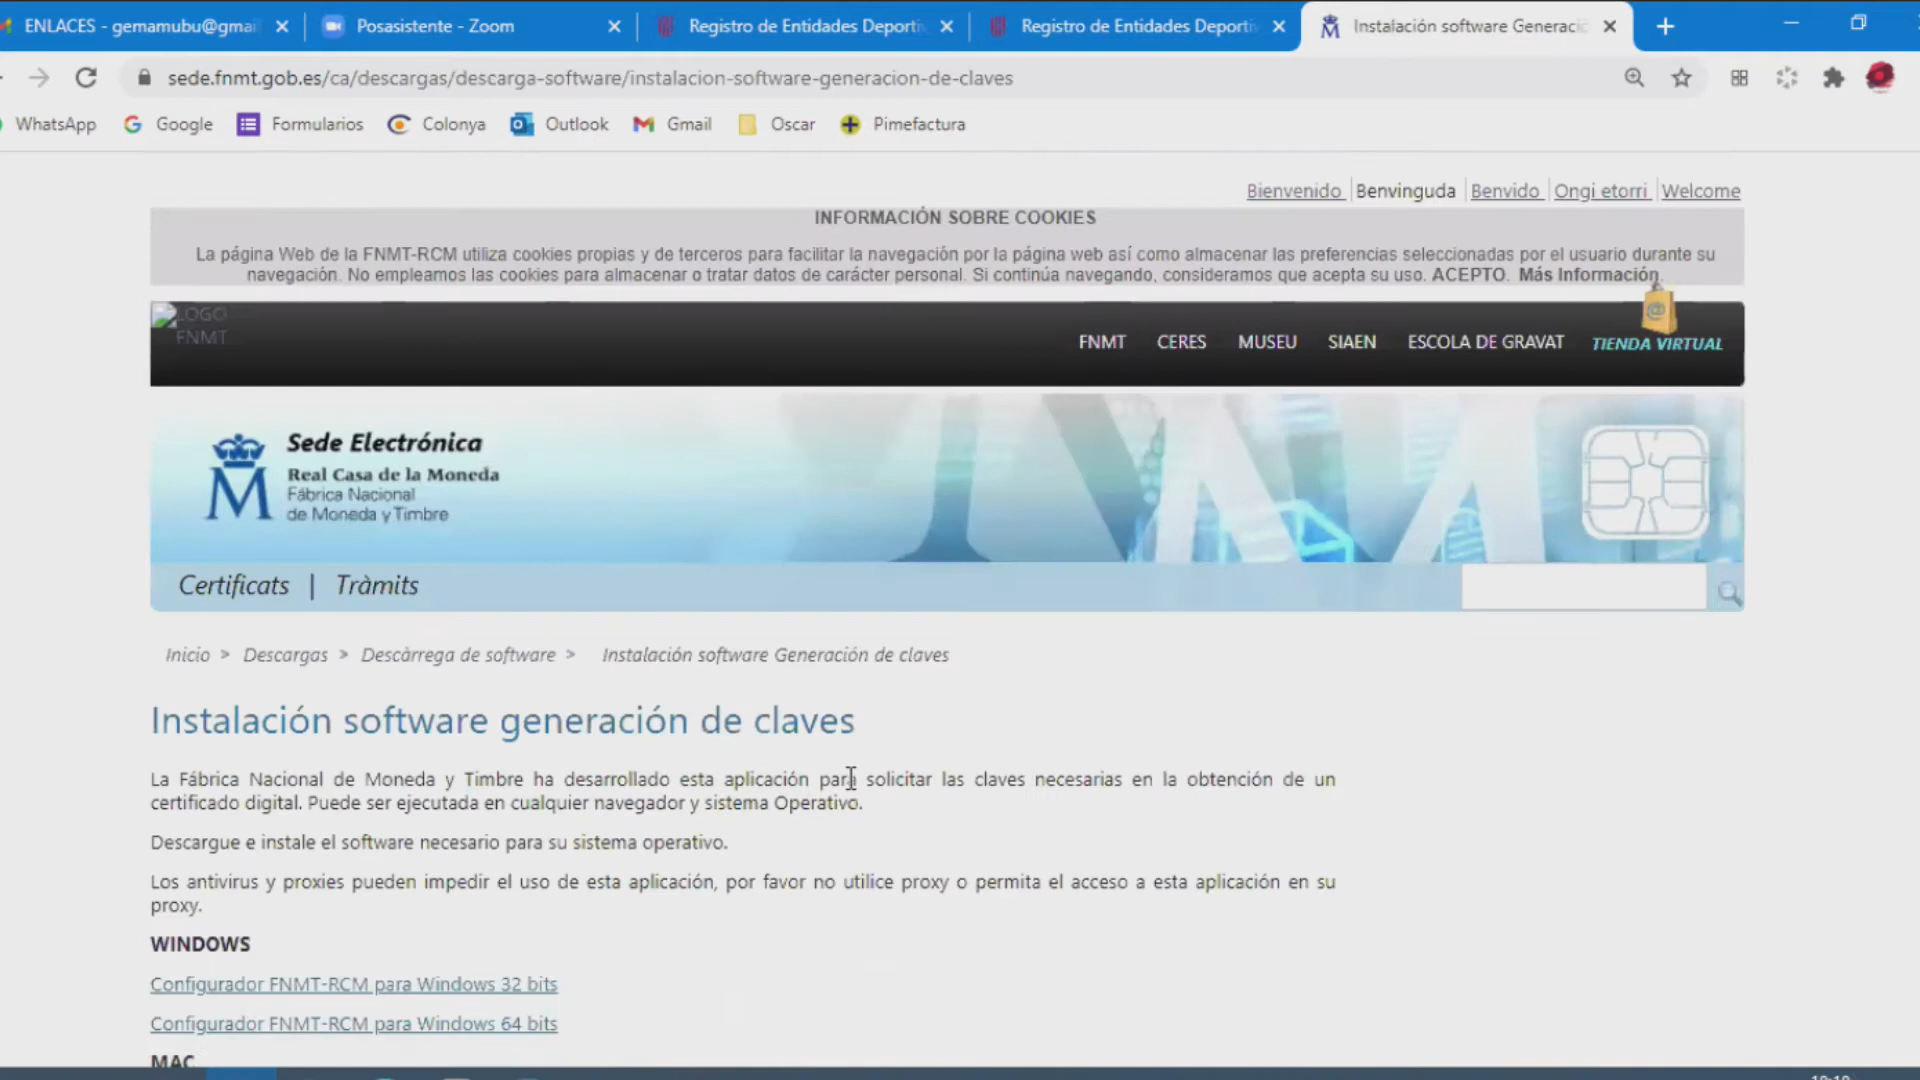 ENLACES - gemamubu@gmai
Posasistente - Zoom
Registro de Entidades Deporti
Registro de Entidades Deporti
Instalación software Generació
sede.fnmt.gob.es/ca/descargas/descarga-software/instalacion-software-generacion-de-claves
WhatsApp
Google
Formularios
Colonya
Outlook
Gmail
Oscar
Pimefactura
Bienvenido
Benvinguda
Benvido
Ongi etorri
Welcome
INFORMACIÓN SOBRE COOKIES
La página Web de la FNMT-RCM utiliza cookies propias y de terceros para facilitar la navegación por la página web así como almacenar las preferencias seleccionadas por el usuario durante su
navegación. No empleamos las cookies para almacenar o tratar datos de carácter personal. Si continúa navegando, consideramos que acepta su uso. ACEPTO. Más Información.
LOGO
FNMT
FNMT
CERES
MUSEU
SIAEN
ESCOLA DE GRAVAT
TIENDA VIRTUAL
Sede Electrónica
Real Casa de la Moneda
Fábrica Nacional
de Moneda y Timbre
Certificats | Tràmits
Inicio > Descargas > Descàrrega de software > Instalación software Generación de claves
Instalación software generación de claves
La Fábrica Nacional de Moneda y Timbre ha desarrollado esta aplicación para solicitar las claves necesarias en la obtención de un
certificado digital. Puede ser ejecutada en cualquier navegador y sistema Operativo.
Descargue e instale el software necesario para su sistema operativo.
Los antivirus y proxies pueden impedir el uso de esta aplicación, por favor no utilice proxy o permita el acceso a esta aplicación en su
proxy.
WINDOWS
Configurador FNMT-RCM para Windows 32 bits
Configurador FNMT-RCM para Windows 64 bits
MAC